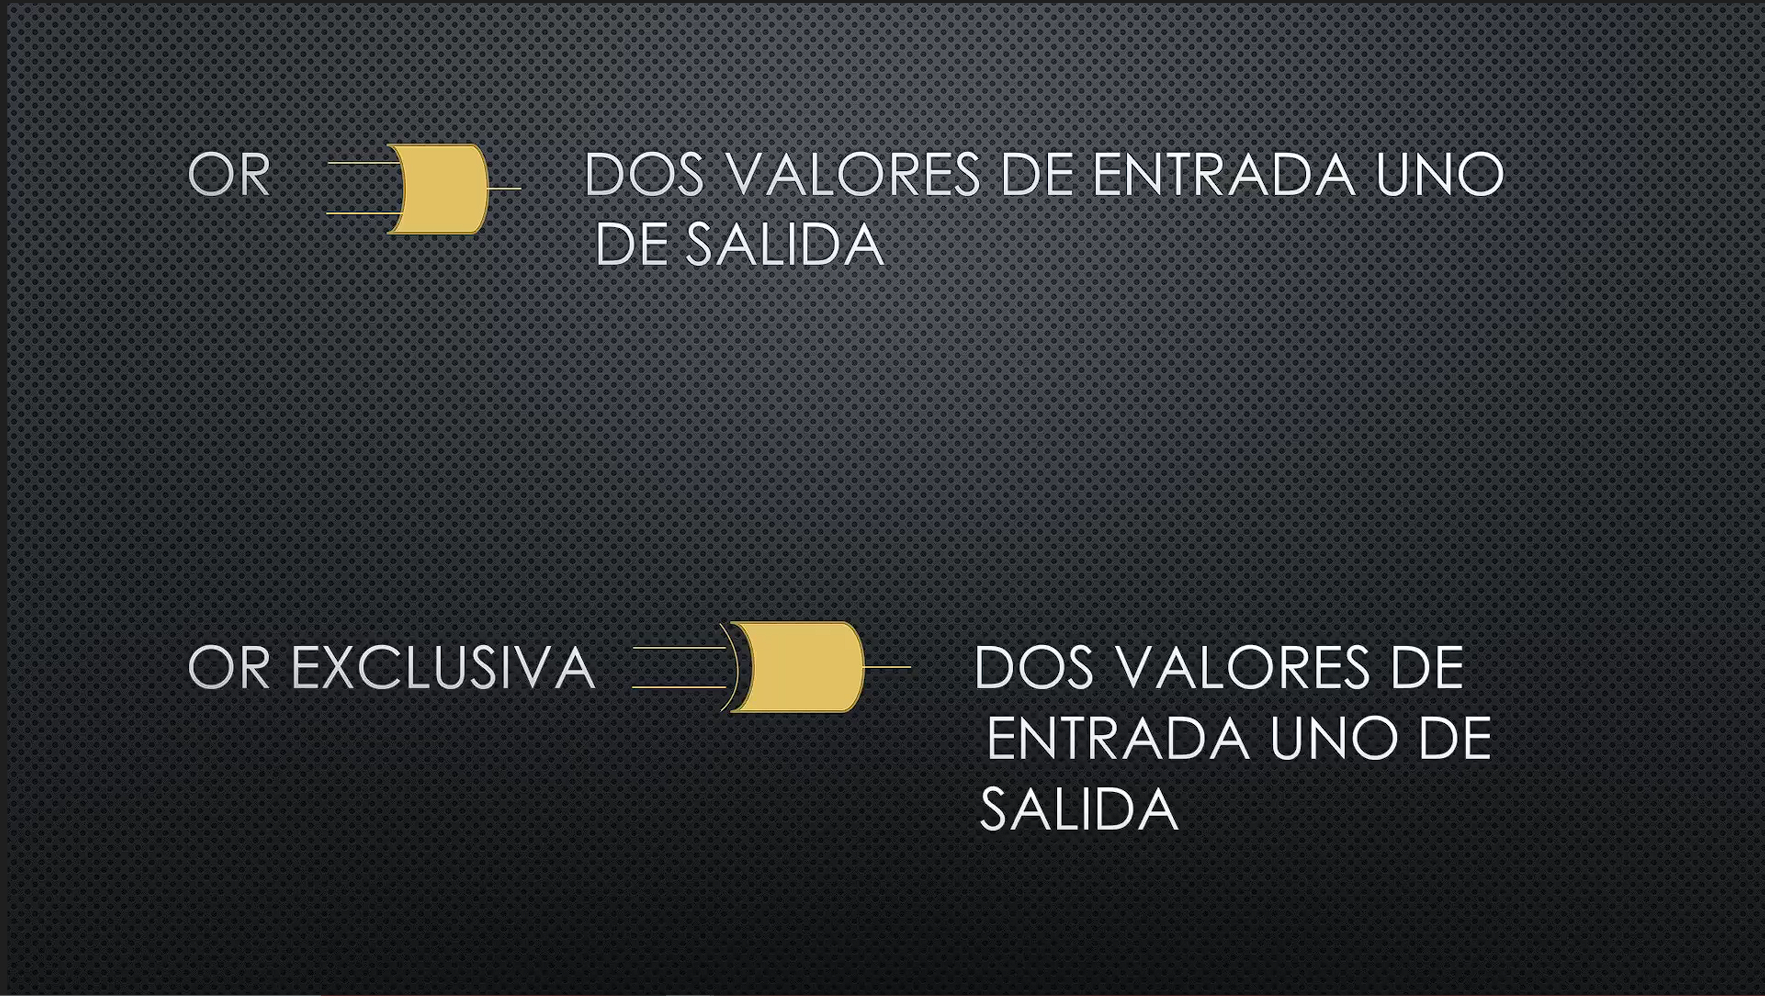 OR DOS VALORES DE ENTRADA UNO
DE SALIDA
OR EXCLUSIVA DOS VALORES DE
ENTRADA UNO DE
SALIDA